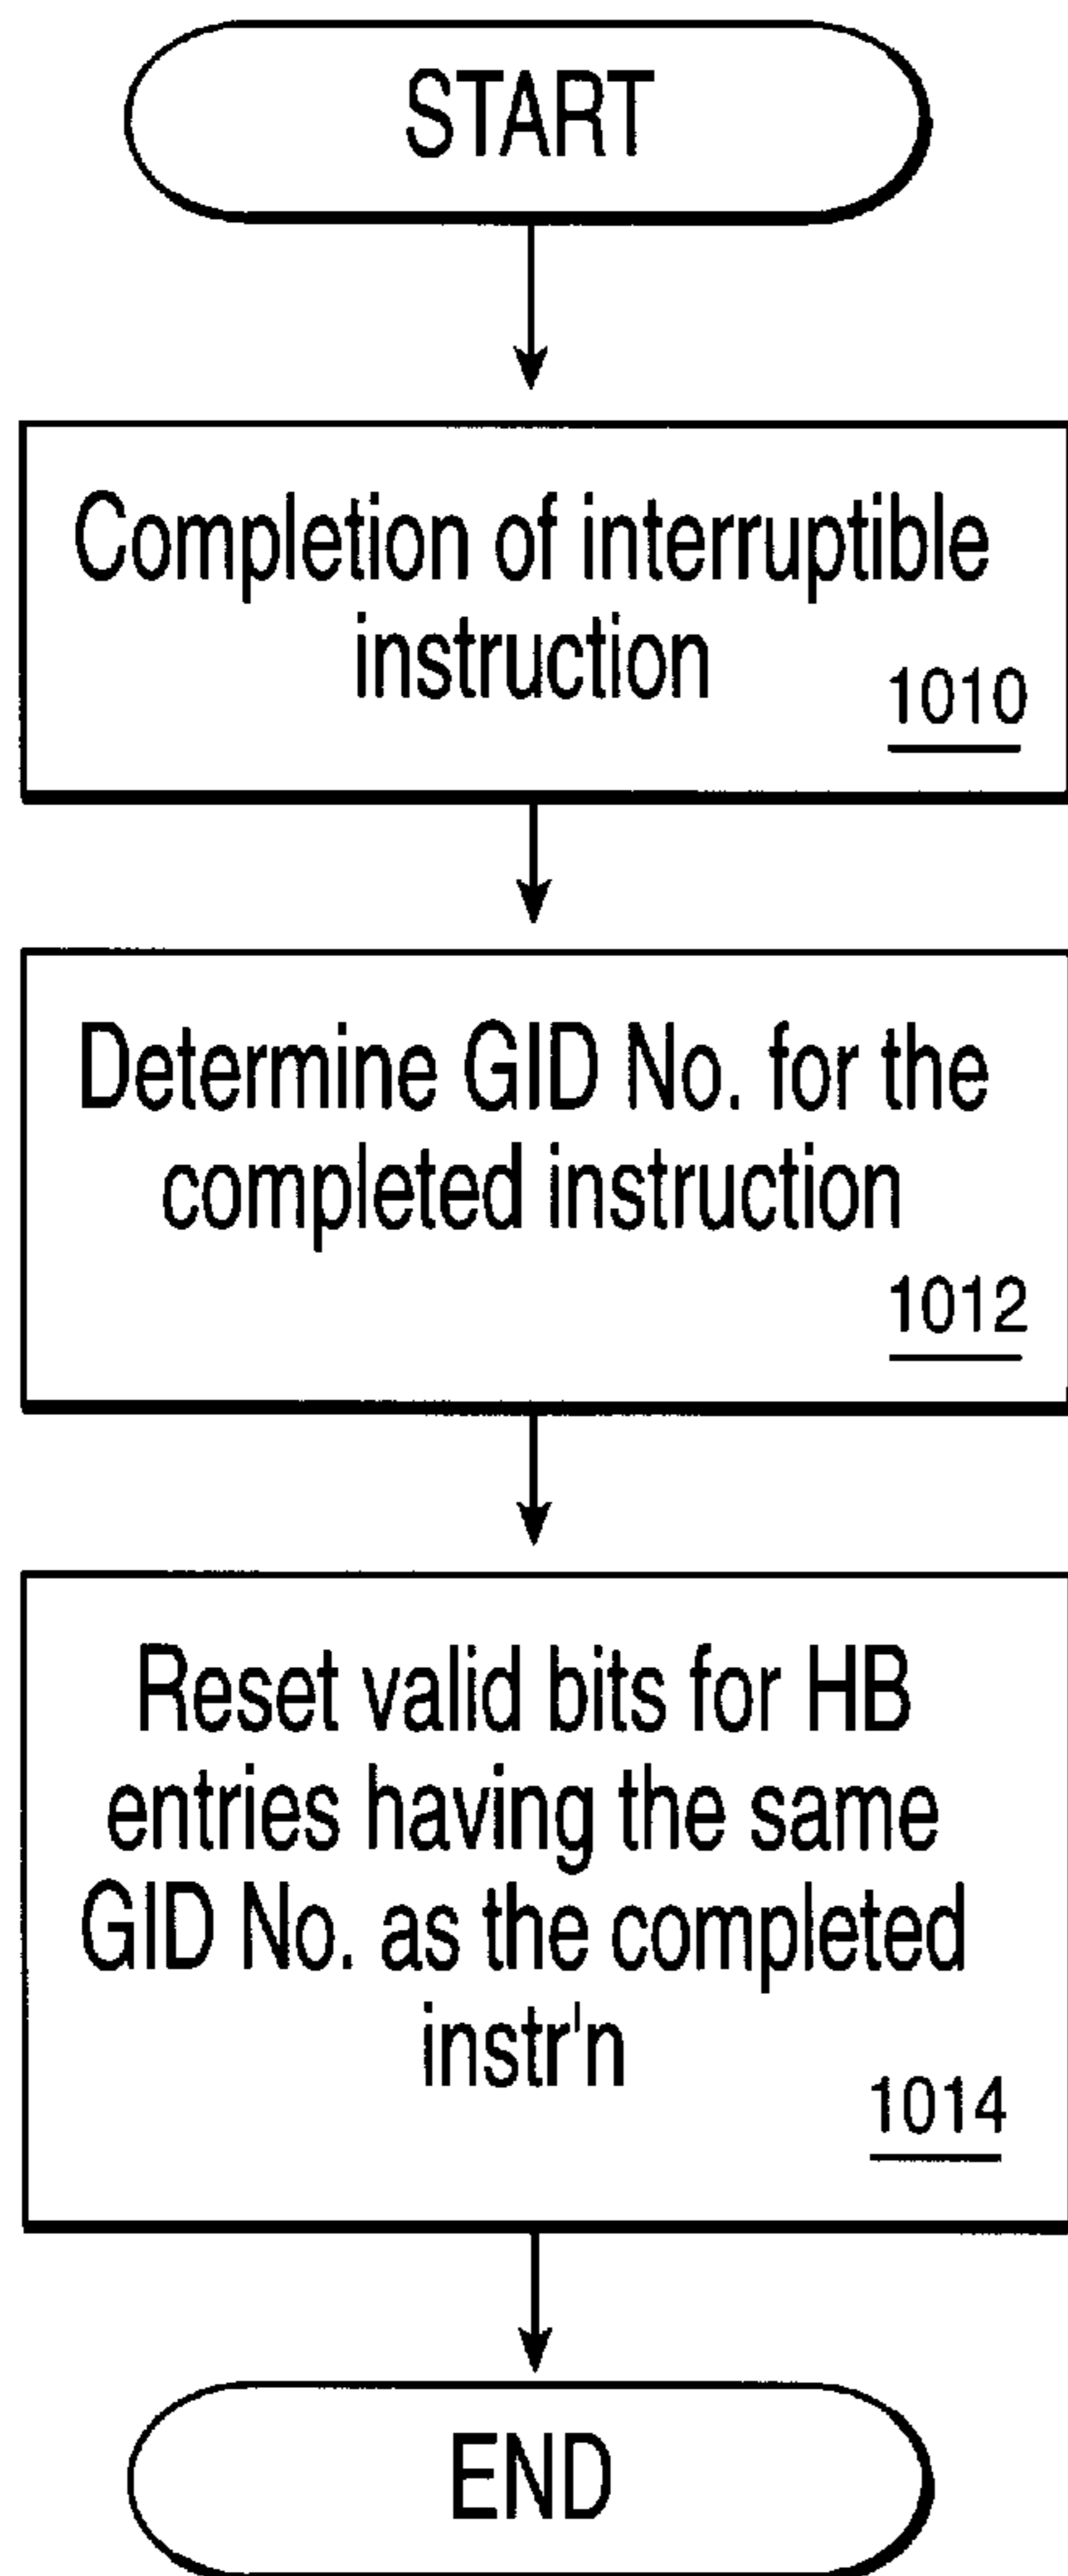 START
Completion of interruptible
instruction
1010
Determine GID No. for the
completed instruction
1012
Reset valid bits for HB
entries having the same
GID No. as the completed
instr'n
1014
END